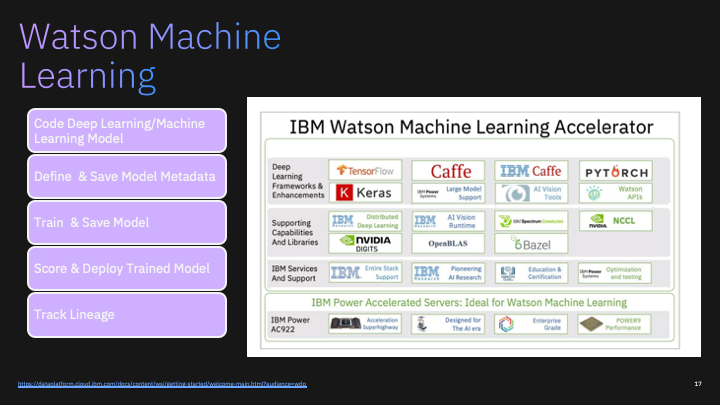 Watson Machine
Learning
Code Deep Learning/Machine
Learning Model
Define & Save Model Metadata
Train & Save Model
Score & Deploy Trained Model
Track Lineage
IBM Watson Machine Learning Accelerator
Deep
Learning
Frameworks &
Enhancements
TensorFlow
Caffe
IBM Caffe
PYTORCH
K Keras
IBM Power
Systems
Large Model
Support
AI Vision
Tools
Watson
APIs
Supporting
Capabilities
And Libraries
IBM
Research
Distributed
Deep Learning
IBM
Research
AI Vision
Runtime
IBM Spectrum Conductor
NVIDIA
NCCL
NVIDIA
DIGITS
OpenBLAS
Bazel
IBM Services
And Support
IBM
Entire Stack
Support
IBM
Research
Pioneering
AI Research
Education &
Certification
IBM Power
Systems
Optimization
and testing
IBM Power Accelerated Servers: Ideal for Watson Machine Learning
IBM Power
AC922
Acceleration
Superhighway
Designed for
The AI era
Enterprise
Grade
POWER9
Performance
https://dataplatform.cloud.ibm.com/docs/content/wsj/getting-started/welcome-main.html?audience=wdp
17